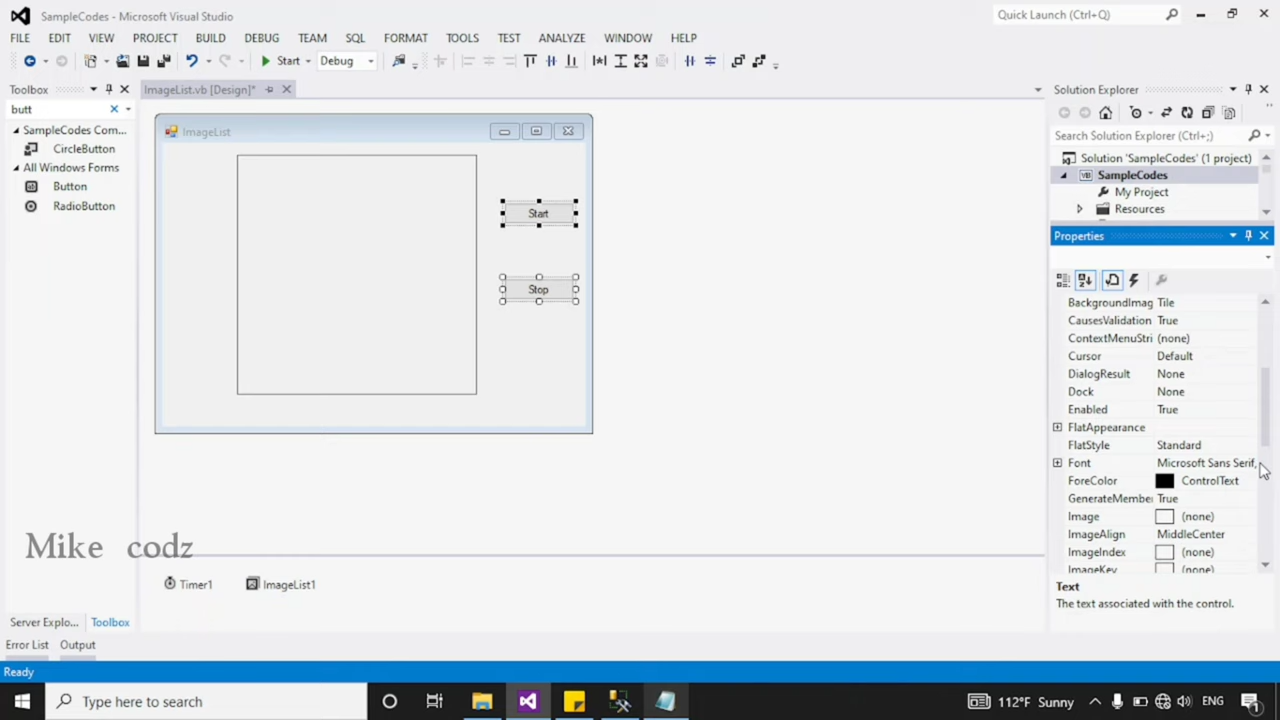 SampleCodes - Microsoft Visual Studio
Quick Launch (Ctrl+;)
FILE EDIT VIEW PROJECT BUILD DEBUG TEAM SQL FORMAT TOOLS TEST ANALYZE WINDOW HELP
Start Debug
Toolbox
ImageList.vb [Design]*
Solution Explorer
butt
Search Solution Explorer (Ctrl+;)
SampleCodes Com...
CircleButton
All Windows Forms
Button
RadioButton
ImageList
Start
Stop
Solution 'SampleCodes' (1 project)
VB SampleCodes
My Project
Resources
Properties
BackgroundImag Tile
CausesValidation True
ContextMenuStri (none)
Cursor Default
DialogResult None
Dock None
Enabled True
FlatAppearance
FlatStyle Standard
Font Microsoft Sans Serif,
ForeColor ControlText
GenerateMember True
Image (none)
ImageAlign MiddleCenter
ImageIndex (none)
ImageKey (none)
Text
The text associated with the control.
Mike codz
Timer1
ImageList1
Server Explo...
Toolbox
Error List
Output
Ready
Type here to search
112°F Sunny
ENG
1